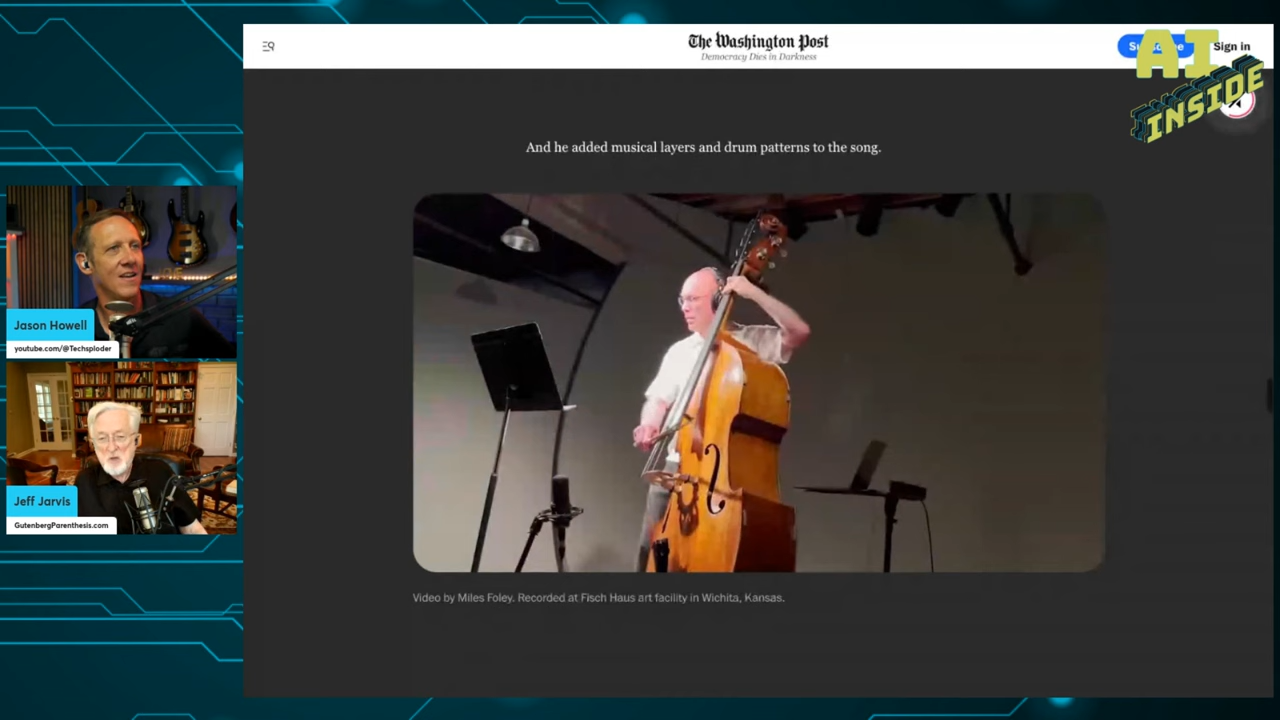 The Washington Post
Democracy Dies in Darkness
Sign in
AI
INSIDE
And he added musical layers and drum patterns to the song.
Jason Howell
youtube.com/@Techsploder
Jeff Jarvis
GutenbergParenthesis.com
Video by Miles Foley. Recorded at Fisch Haus art facility in Wichita, Kansas.